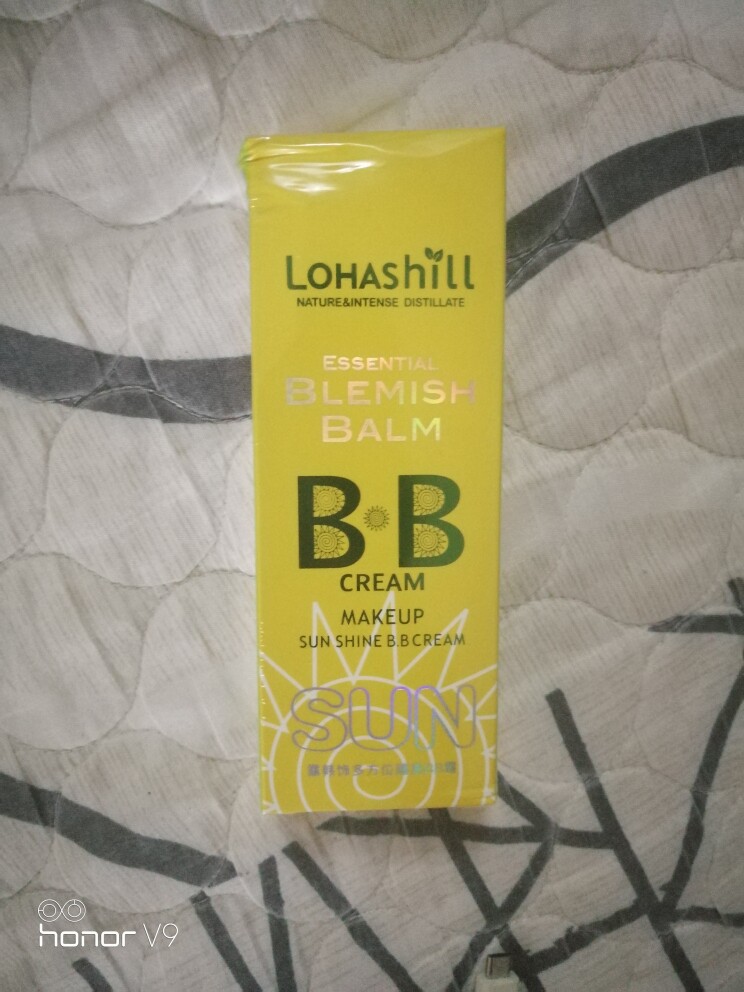 LOHAShill
NATURE&INTENSE DISTILLATE
ESSENTIAL
BLEMISH
BALM
B·B
CREAM
MAKEUP
SUN SHINE B.B CREAM
SUN
honor V9